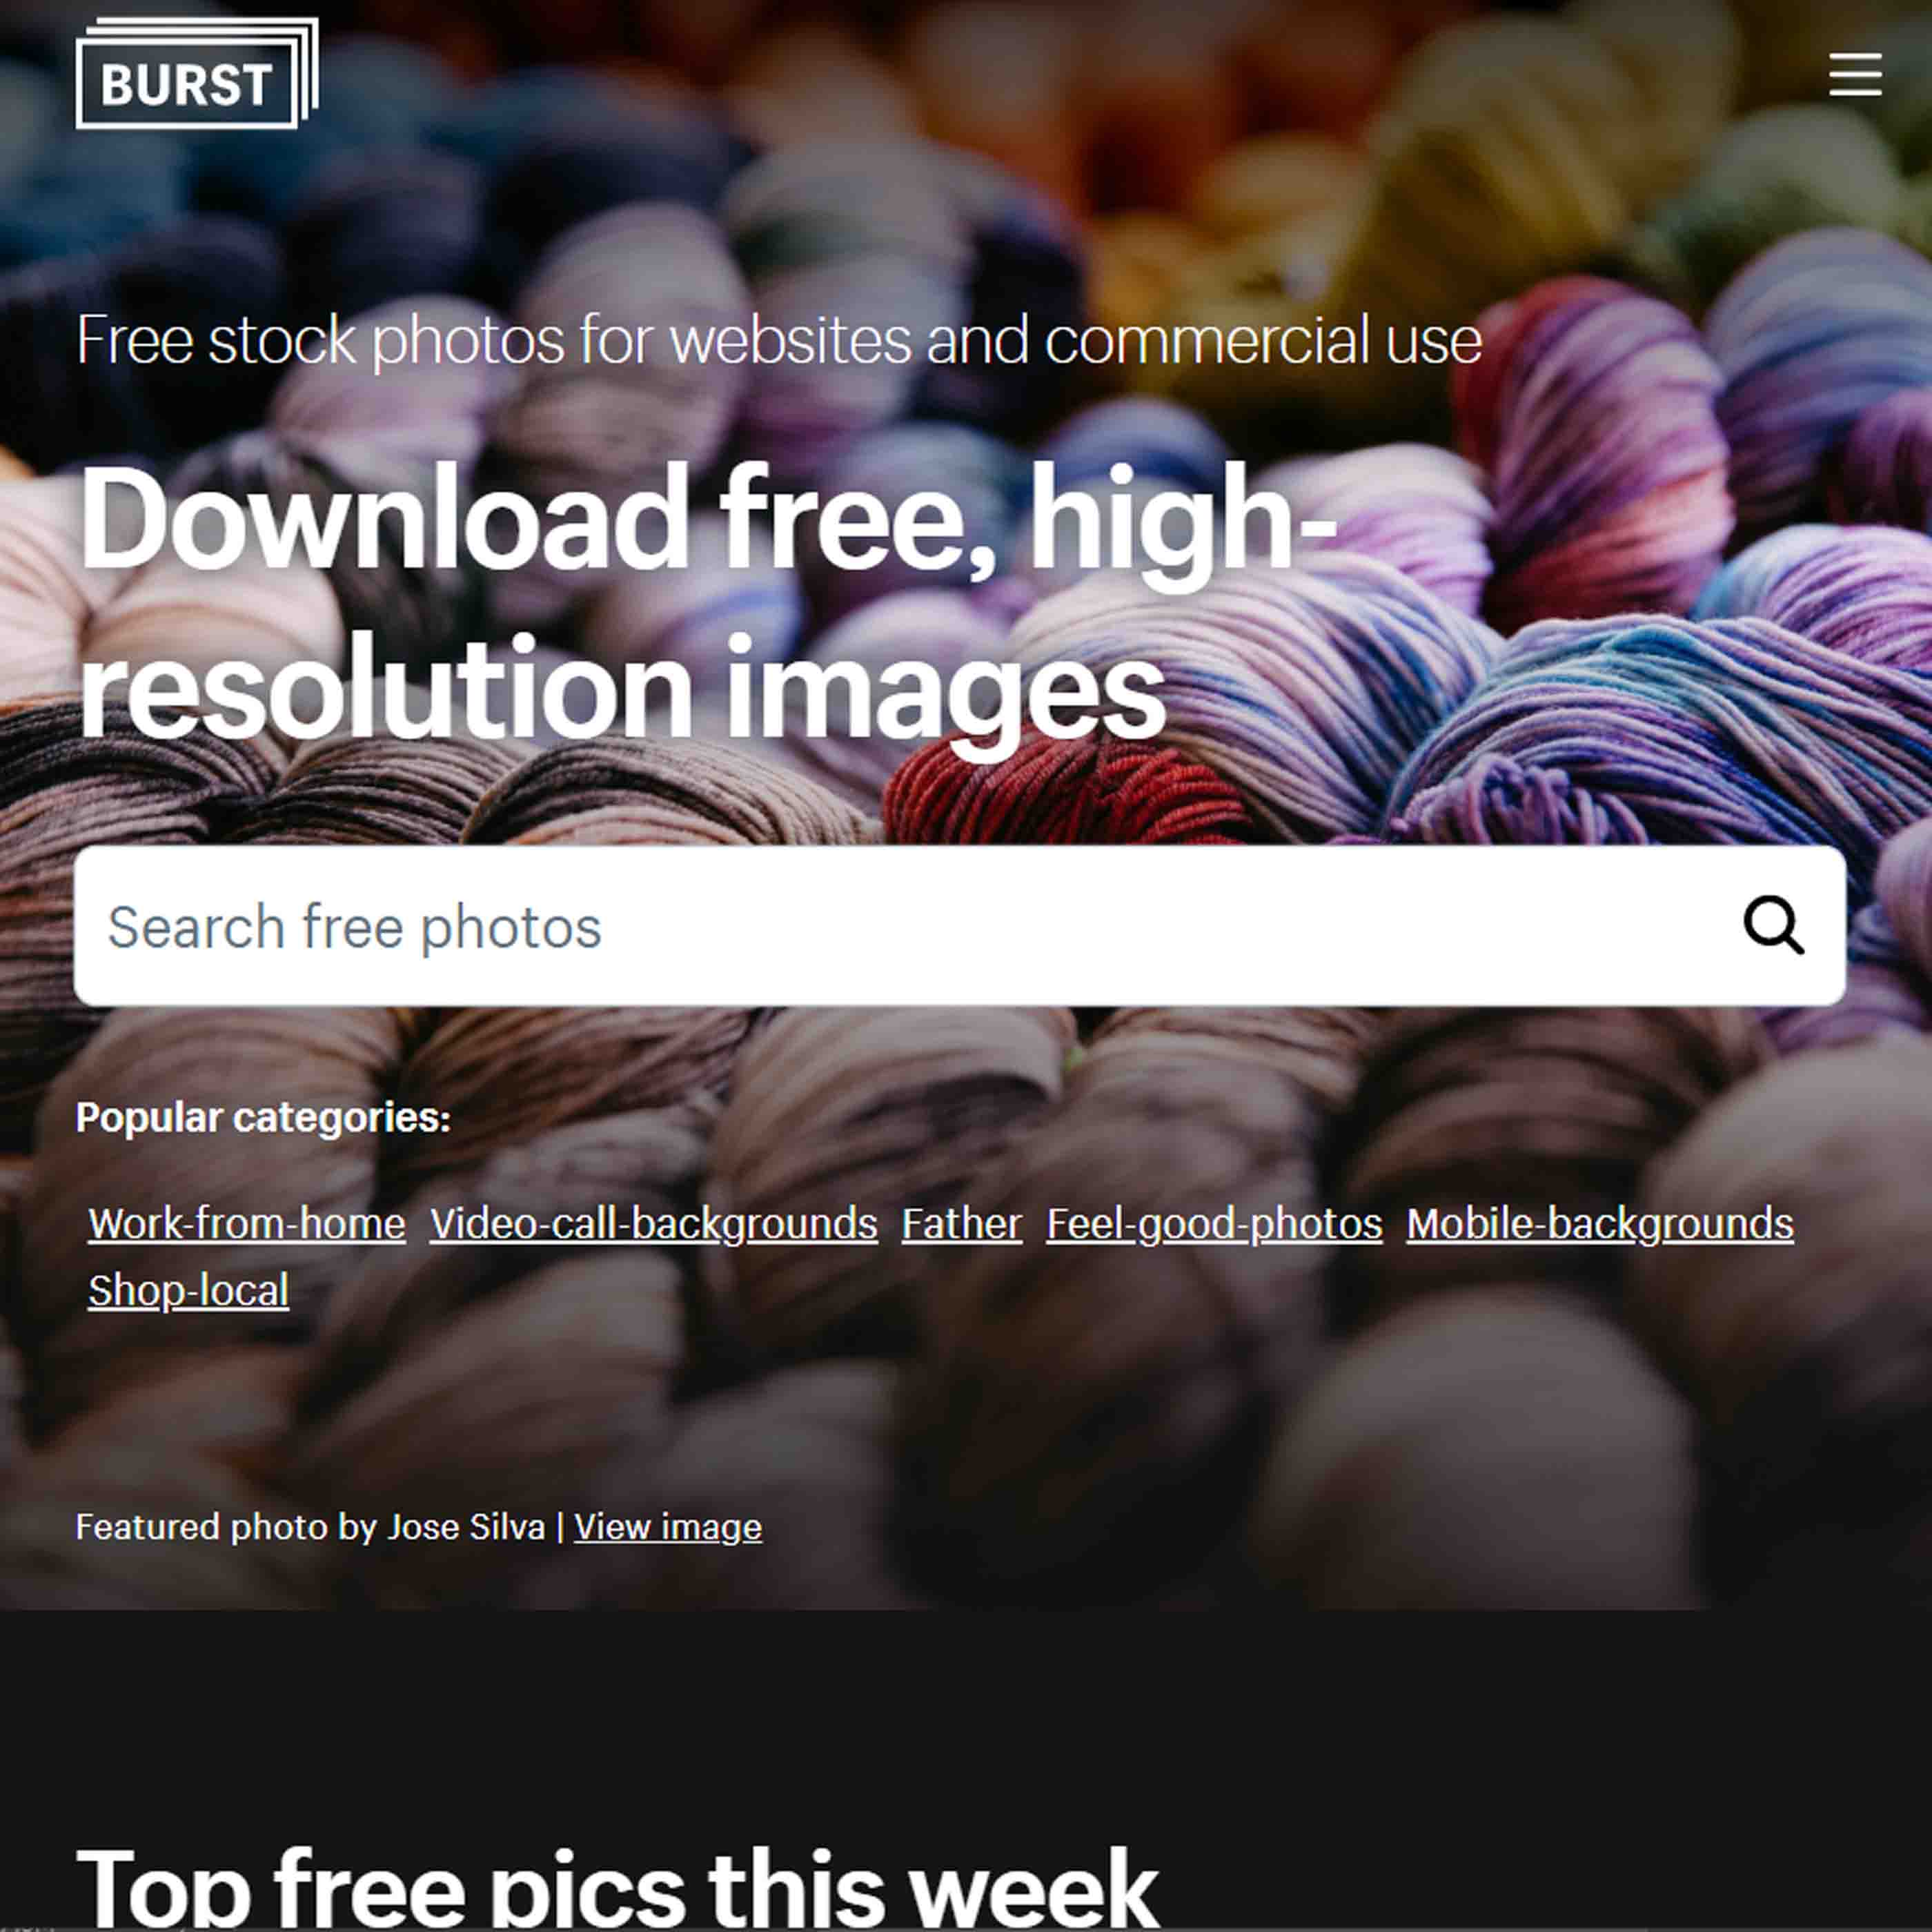 BURST
Free stock photos for websites and commercial use
Download free, high-
resolution images
Search free photos
Popular categories:
Work-from-home Video-call-backgrounds Father Feel-good-photos Mobile-backgrounds
Shop-local
Featured photo by Jose Silva | View image
Top free pics this week